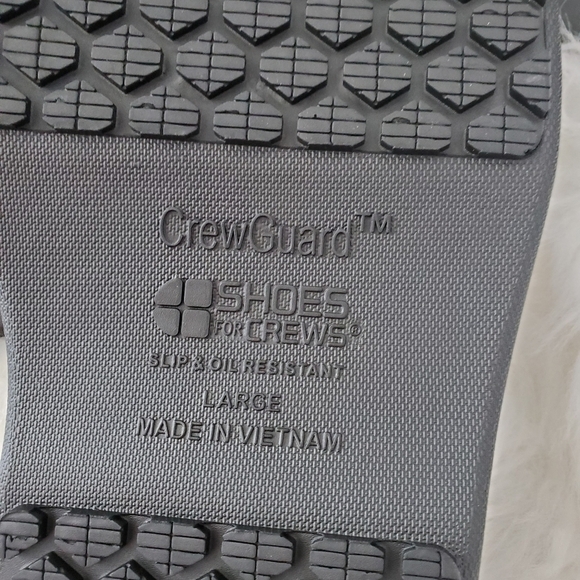 CrewGuard™
SHOES
FOR CREWS®
SLIP & OIL RESISTANT
LARGE
MADE IN VIETNAM